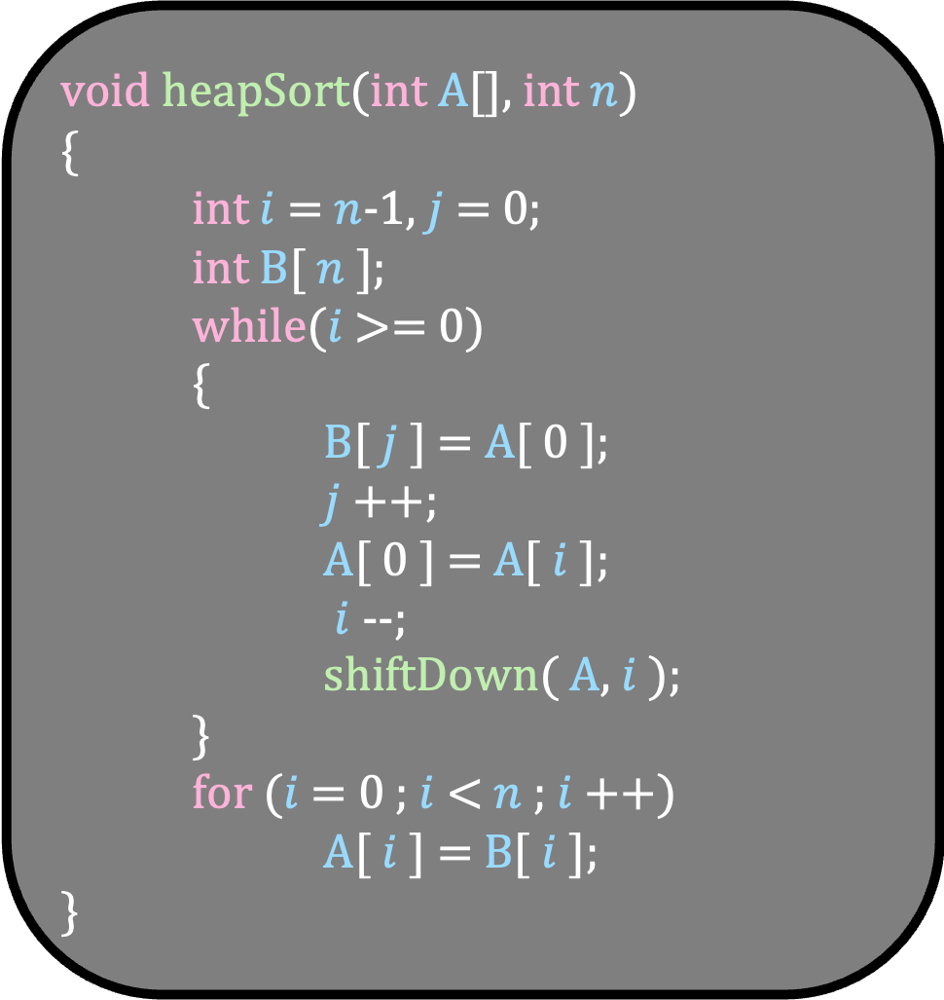 void heapSort(int A[], int n)
{
int i = n-1, j = 0;
int B[ n ];
while(i >= 0)
{
B[ j ] = A[ 0 ];
j ++;
A[ 0 ] = A[ i ];
i --;
shiftDown( A, i );
}
for (i = 0 ; i < n ; i ++)
A[ i ] = B[ i ];
}